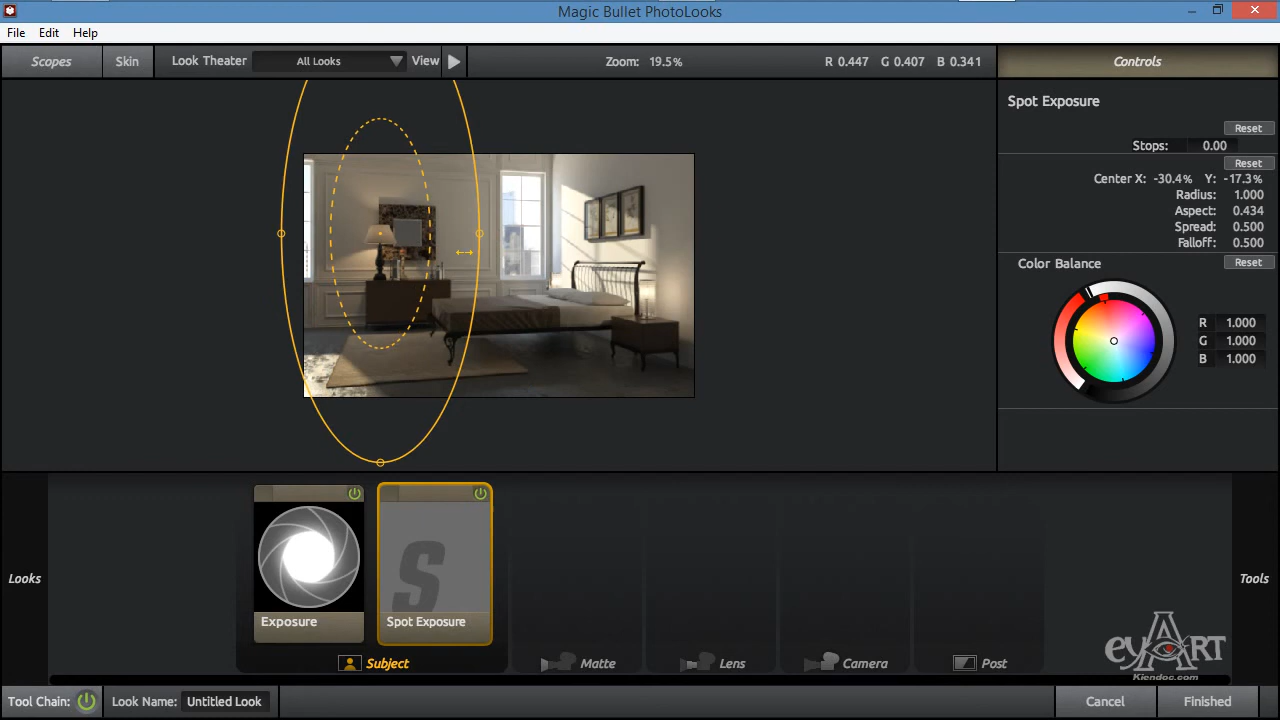 Magic Bullet PhotoLooks
File Edit Help
Scopes Skin Look Theater All Looks View Zoom: 19.5% R 0.447 G 0.407 B 0.341 Controls
Spot Exposure
Reset
Stops: 0.00
Reset
Center X: -30.4% Y: -17.3%
Radius: 1.000
Aspect: 0.434
Spread: 0.500
Falloff: 0.500
Color Balance Reset
R 1.000
G 1.000
B 1.000
S
Looks
Tools
Exposure Spot Exposure
Subject Matte Lens Camera Post
eyART
Kiendoc.com
Tool Chain: Look Name: Untitled Look Cancel Finished